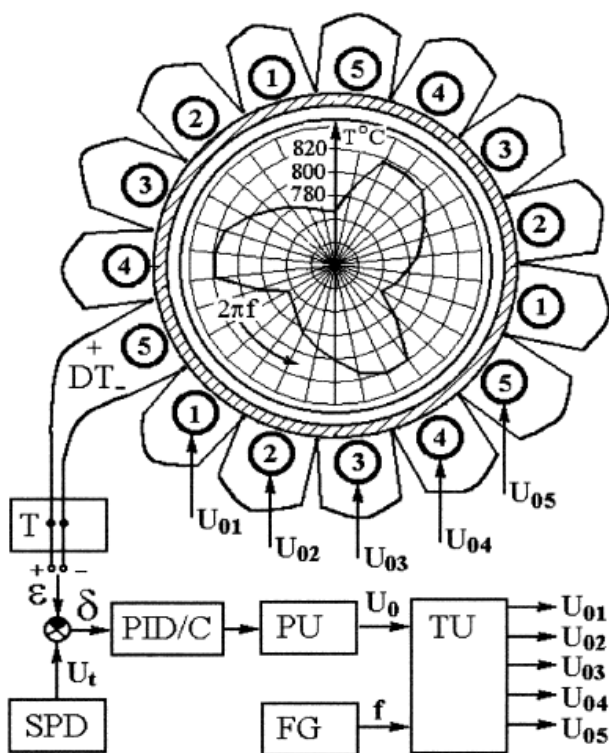 5
1
4
2
3
T°C
820
800
780
3
2
4
1
2πf
5
+
DT -
5
1
4
2
3
U05
U01
U04
U02
U03
T
+ -
ε
δ
PID/C
PU
U0
TU
U01
U02
U03
U04
U05
Ut
SPD
FG
f